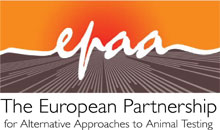 epaa
The European Partnership
for Alternative Approaches to Animal Testing